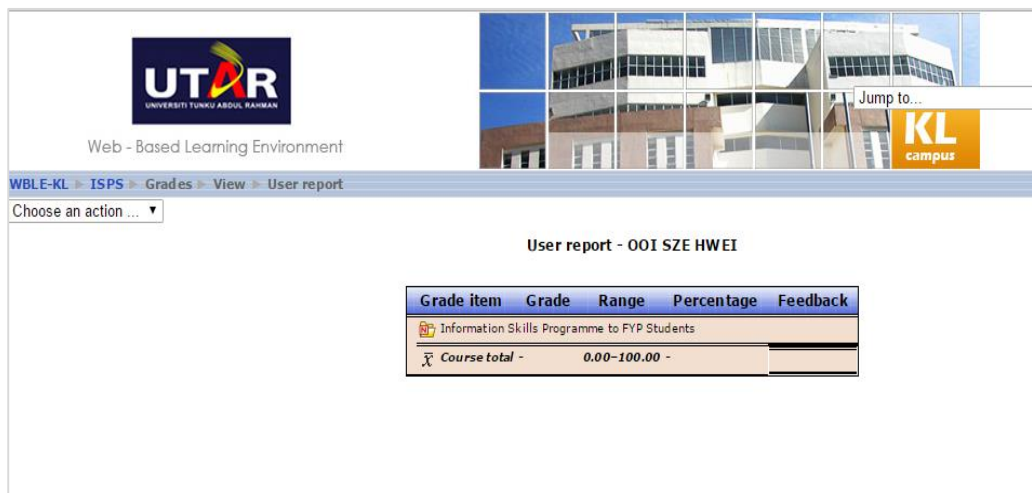 UTAR
UNIVERSITI TUNKU ABDUL RAHMAN
Web - Based Learning Environment
Jump to...
KL
campus
WBLE-KL ► ISPS ► Grades ► View ► User report
Choose an action ... ▼
User report - OOI SZE HWEI
Grade item Grade Range Percentage Feedback
Information Skills Programme to FYP Students
x̅ Course total - 0.00-100.00 -